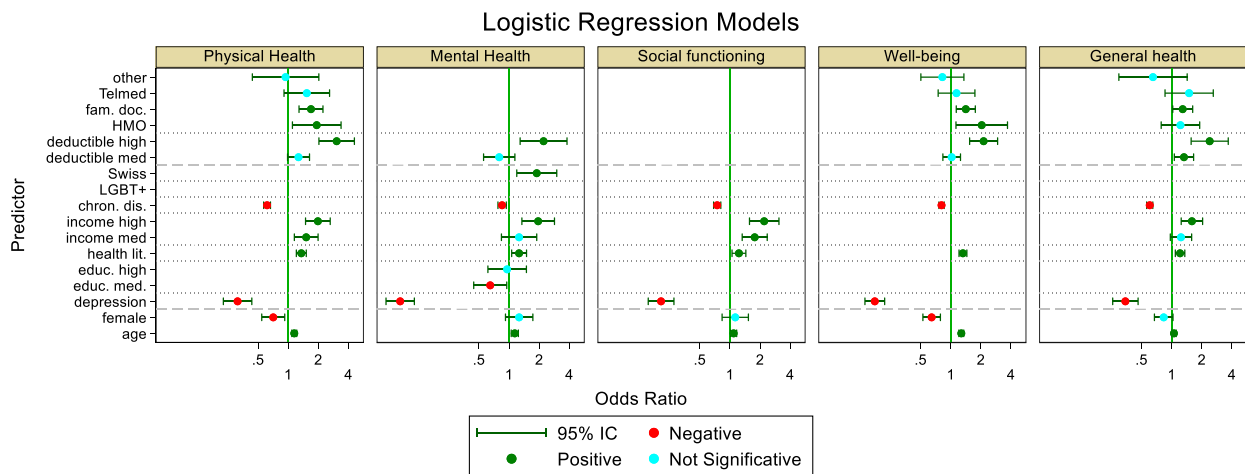 Logistic Regression Models
Physical Health Mental Health Social functioning Well-being General health
Predictor
other
Telmed
fam. doc.
HMO
deductible high
deductible med
Swiss
LGBT+
chron. dis.
income high
income med
health lit.
educ. high
educ. med.
depression
female
age
.5 2 .5 2 .5 2 .5 2 .5 2
1 4 1 4 1 4 1 4 1 4
Odds Ratio
95% IC Negative
Positive Not Significative